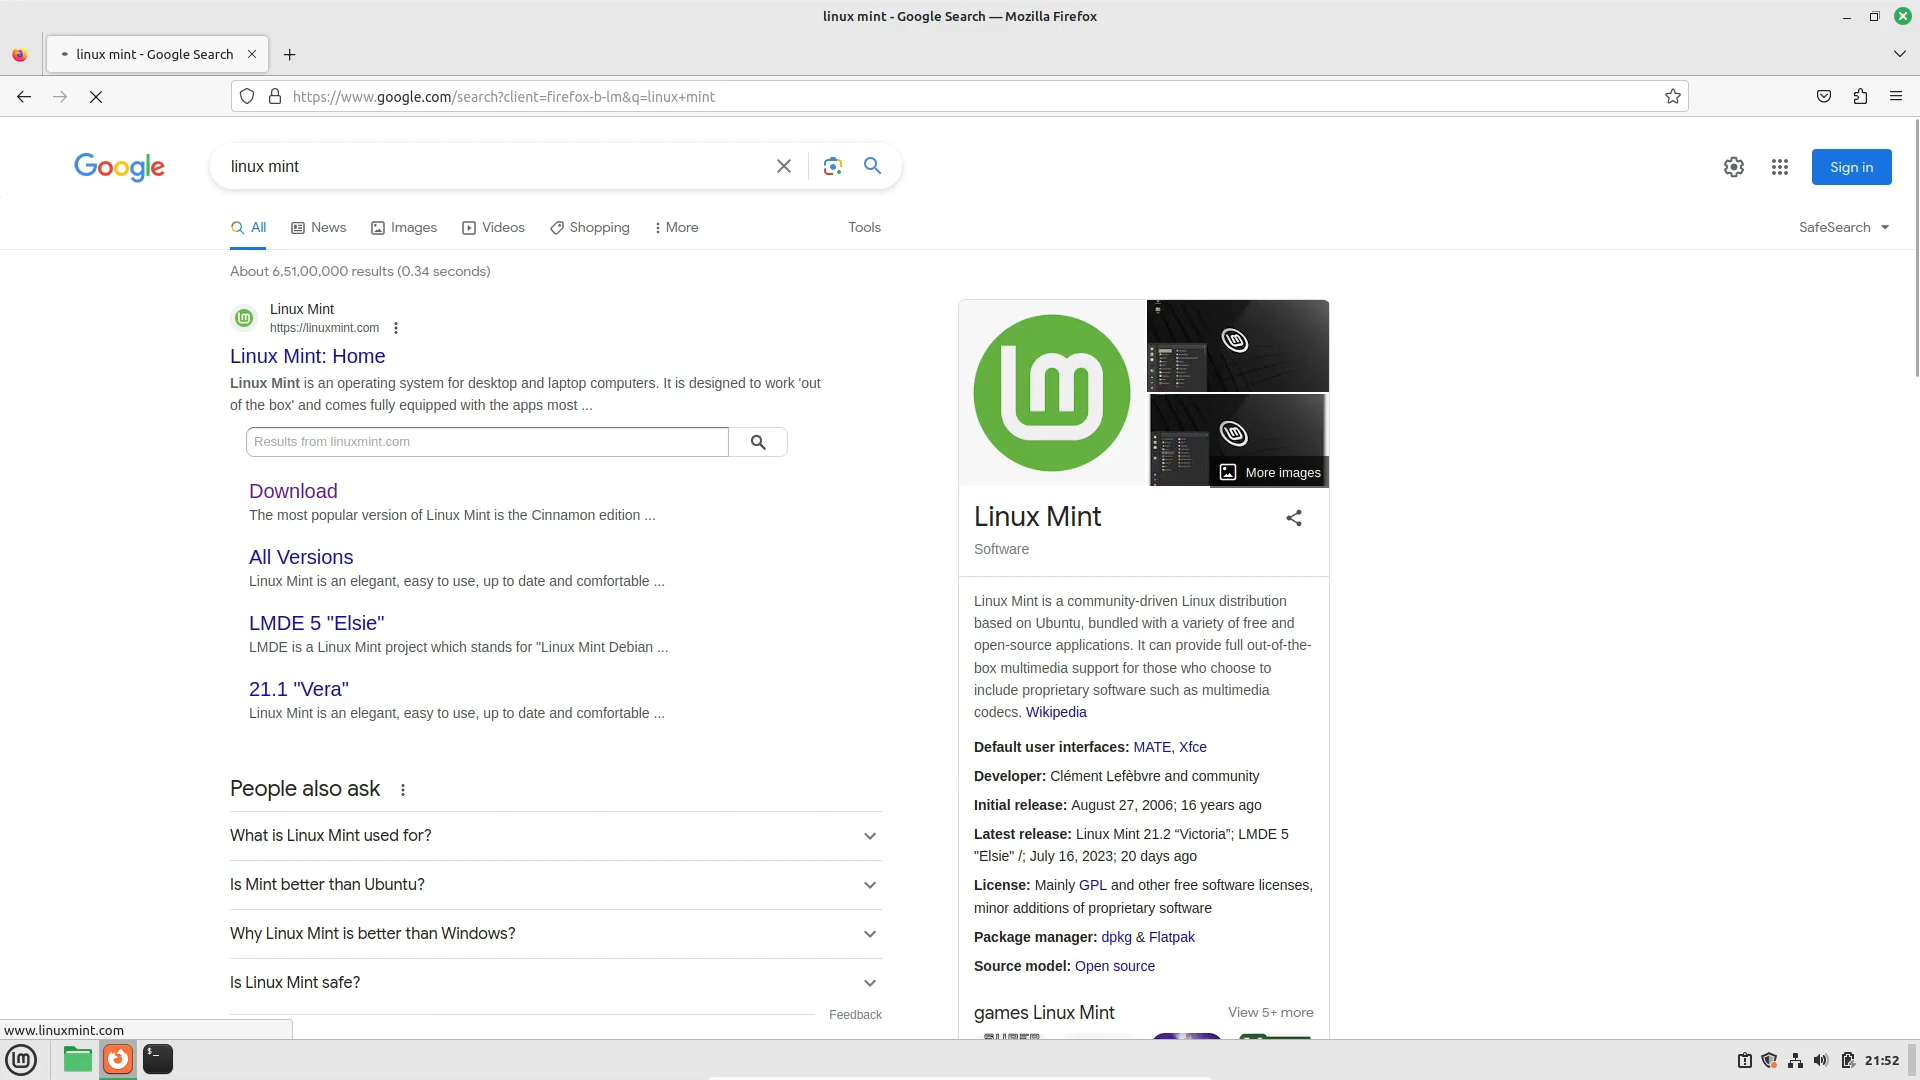 linux mint - Google Search — Mozilla Firefox
linux mint - Google Search
https://www.google.com/search?client=firefox-b-lm&q=linux+mint
Google
linux mint
Sign in
All
News
Images
Videos
Shopping
More
Tools
SafeSearch
About 6,51,00,000 results (0.34 seconds)
Linux Mint
https://linuxmint.com
Linux Mint: Home
Linux Mint is an operating system for desktop and laptop computers. It is designed to work 'out
of the box' and comes fully equipped with the apps most ...
Results from linuxmint.com
Download
The most popular version of Linux Mint is the Cinnamon edition ...
All Versions
Linux Mint is an elegant, easy to use, up to date and comfortable ...
LMDE 5 "Elsie"
LMDE is a Linux Mint project which stands for "Linux Mint Debian ...
21.1 "Vera"
Linux Mint is an elegant, easy to use, up to date and comfortable ...
People also ask
What is Linux Mint used for?
Is Mint better than Ubuntu?
Why Linux Mint is better than Windows?
Is Linux Mint safe?
Feedback
More images
Linux Mint
Software
Linux Mint is a community-driven Linux distribution
based on Ubuntu, bundled with a variety of free and
open-source applications. It can provide full out-of-the-
box multimedia support for those who choose to
include proprietary software such as multimedia
codecs. Wikipedia
Default user interfaces: MATE, Xfce
Developer: Clément Lefèbvre and community
Initial release: August 27, 2006; 16 years ago
Latest release: Linux Mint 21.2 “Victoria”; LMDE 5
"Elsie" /; July 16, 2023; 20 days ago
License: Mainly GPL and other free software licenses,
minor additions of proprietary software
Package manager: dpkg & Flatpak
Source model: Open source
games Linux Mint
View 5+ more
www.linuxmint.com
21:52